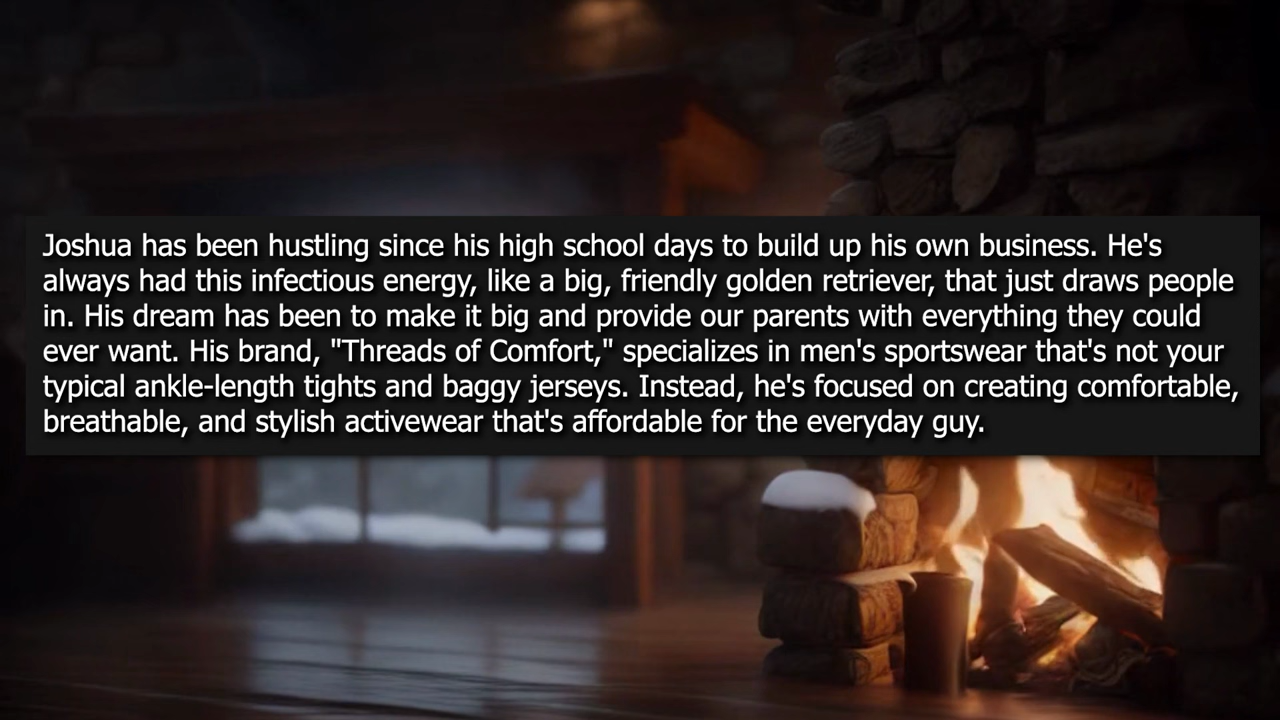 Joshua has been hustling since his high school days to build up his own business. He's
always had this infectious energy, like a big, friendly golden retriever, that just draws people
in. His dream has been to make it big and provide our parents with everything they could
ever want. His brand, "Threads of Comfort," specializes in men's sportswear that's not your
typical ankle-length tights and baggy jerseys. Instead, he's focused on creating comfortable,
breathable, and stylish activewear that's affordable for the everyday guy.